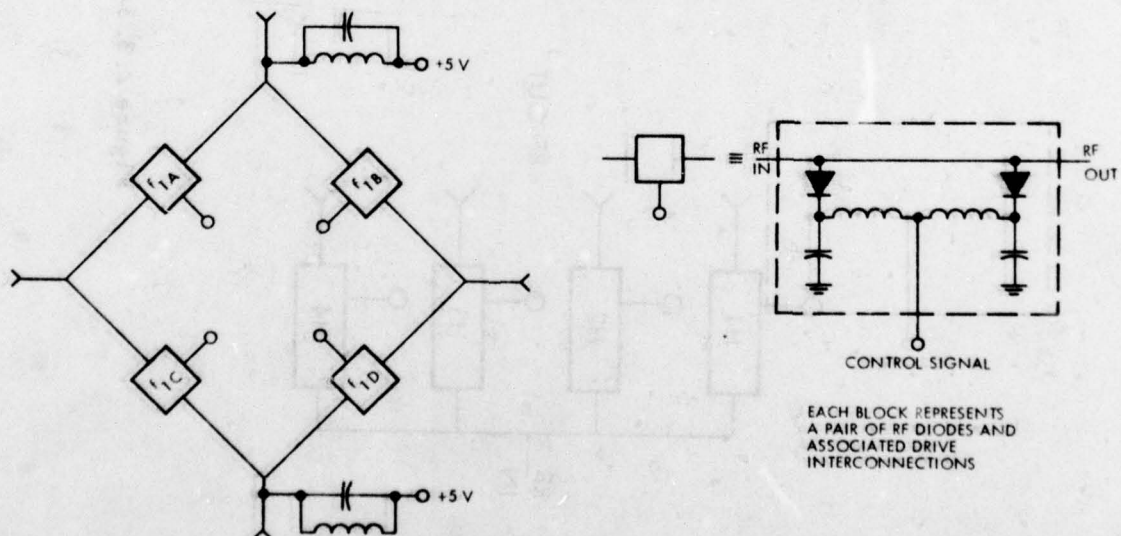 +5 V
f1A
f1B
RF
IN
RF
OUT
f1C
f1D
CONTROL SIGNAL
EACH BLOCK REPRESENTS
A PAIR OF RF DIODES AND
ASSOCIATED DRIVE
INTERCONNECTIONS
+5 V